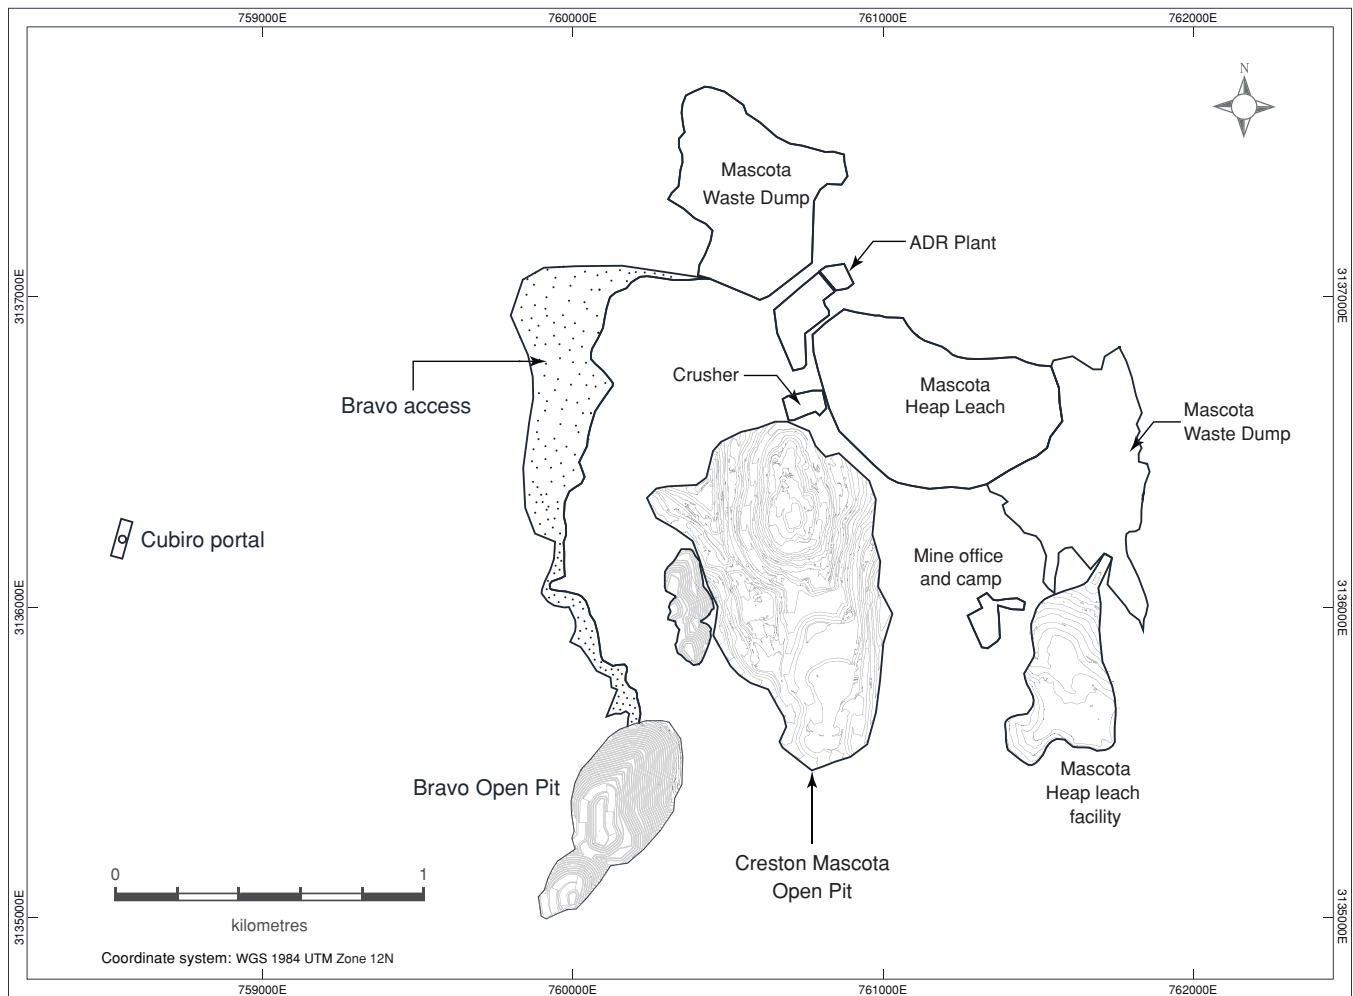 759000E
760000E
761000E
762000E
N
Mascota
Waste Dump
ADR Plant
3137000E
3137000E
Crusher
Mascota
Heap Leach
Bravo access
Mascota
Waste Dump
Cubiro portal
Mine office
and camp
3136000E
3136000E
Bravo Open Pit
Mascota
Heap leach
facility
Creston Mascota
Open Pit
0
1
kilometres
3135000E
3135000E
Coordinate system: WGS 1984 UTM Zone 12N
759000E
760000E
761000E
762000E